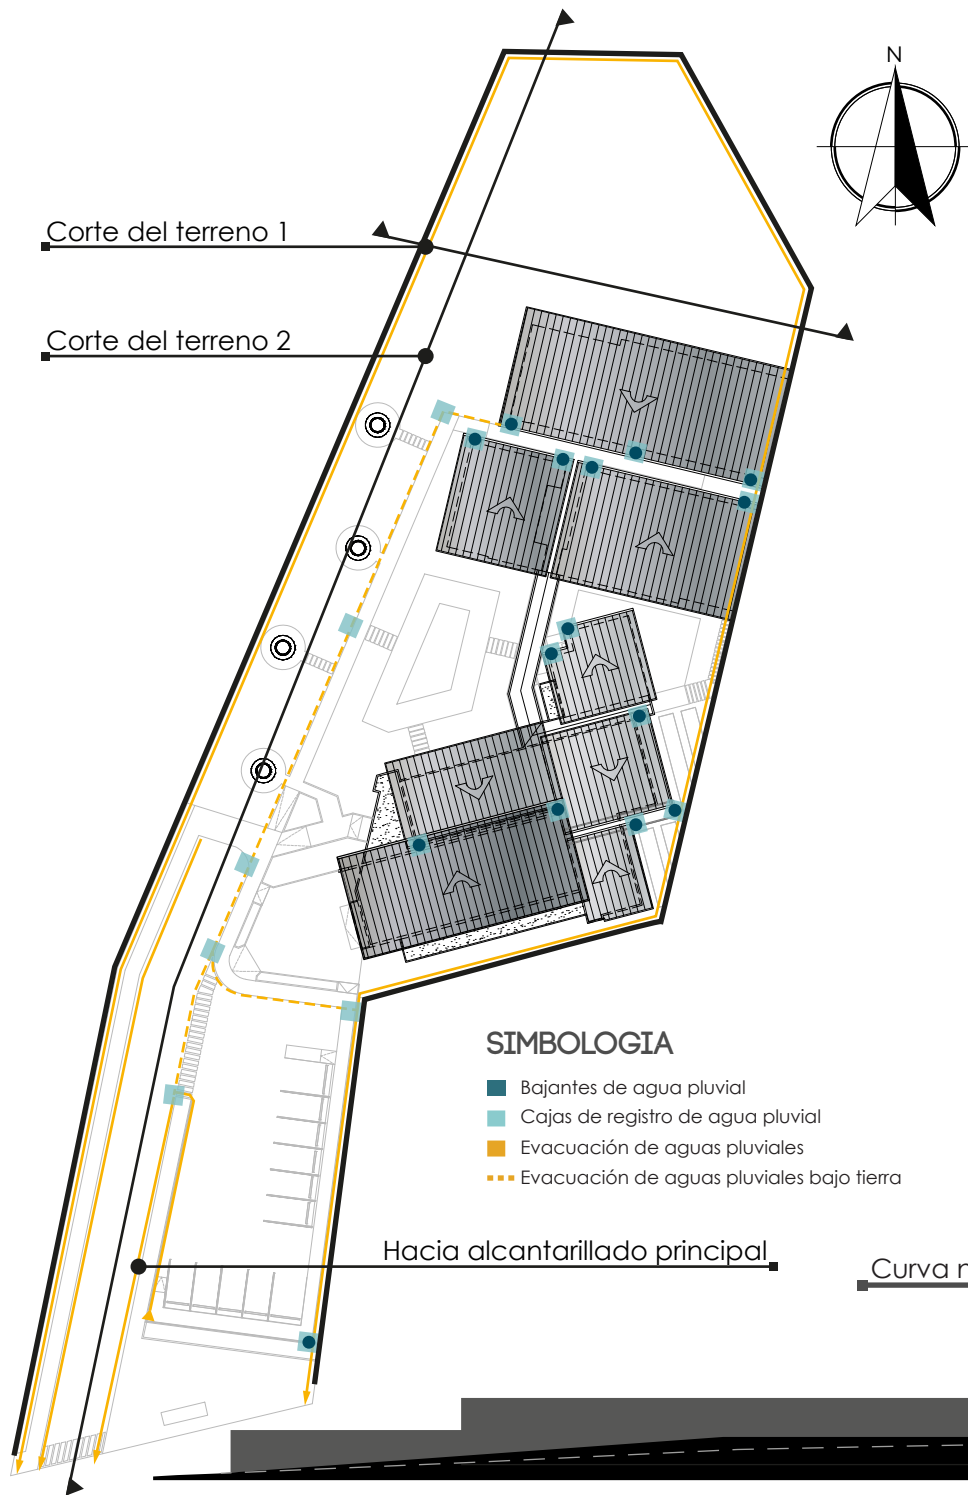 N
Corte del terreno 1
Corte del terreno 2
SIMBOLOGIA
Bajantes de agua pluvial
Cajas de registro de agua pluvial
Evacuación de aguas pluviales
Evacuación de aguas pluviales bajo tierra
Hacia alcantarillado principal
Curva